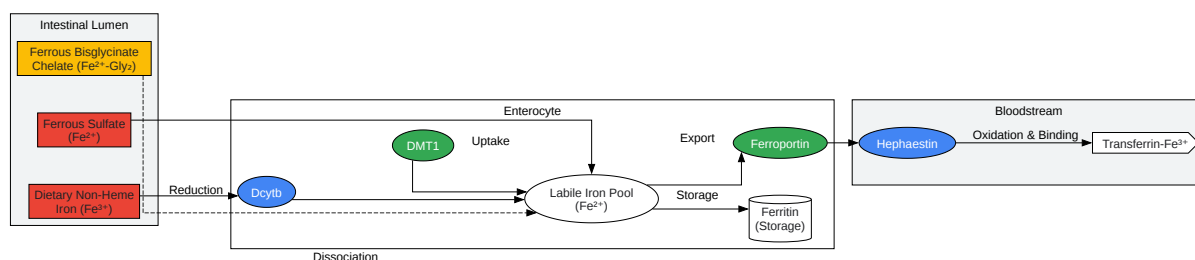 Intestinal Lumen
Ferrous Bisglycinate
Chelate (Fe²⁺-Gly₂)
Ferrous Sulfate
(Fe²⁺)
Dietary Non-Heme
Iron (Fe³⁺)
Reduction
Enterocyte
DMT1
Uptake
Dcytb
Labile Iron Pool
(Fe²⁺)
Export
Ferroportin
Storage
Ferritin
(Storage)
Dissociation
Bloodstream
Hephaestin
Oxidation & Binding
Transferrin-Fe³⁺